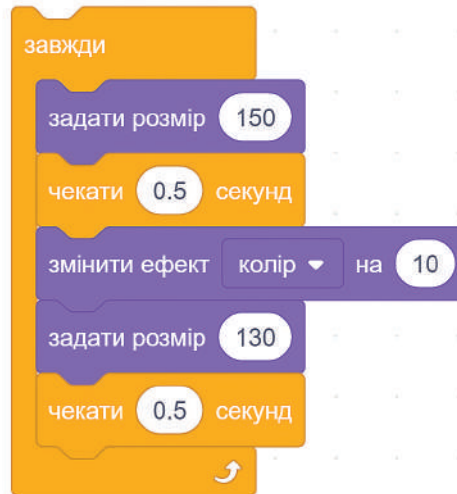 завжди
задати розмір 150
чекати 0.5 секунд
змінити ефект колір на 10
задати розмір 130
чекати 0.5 секунд